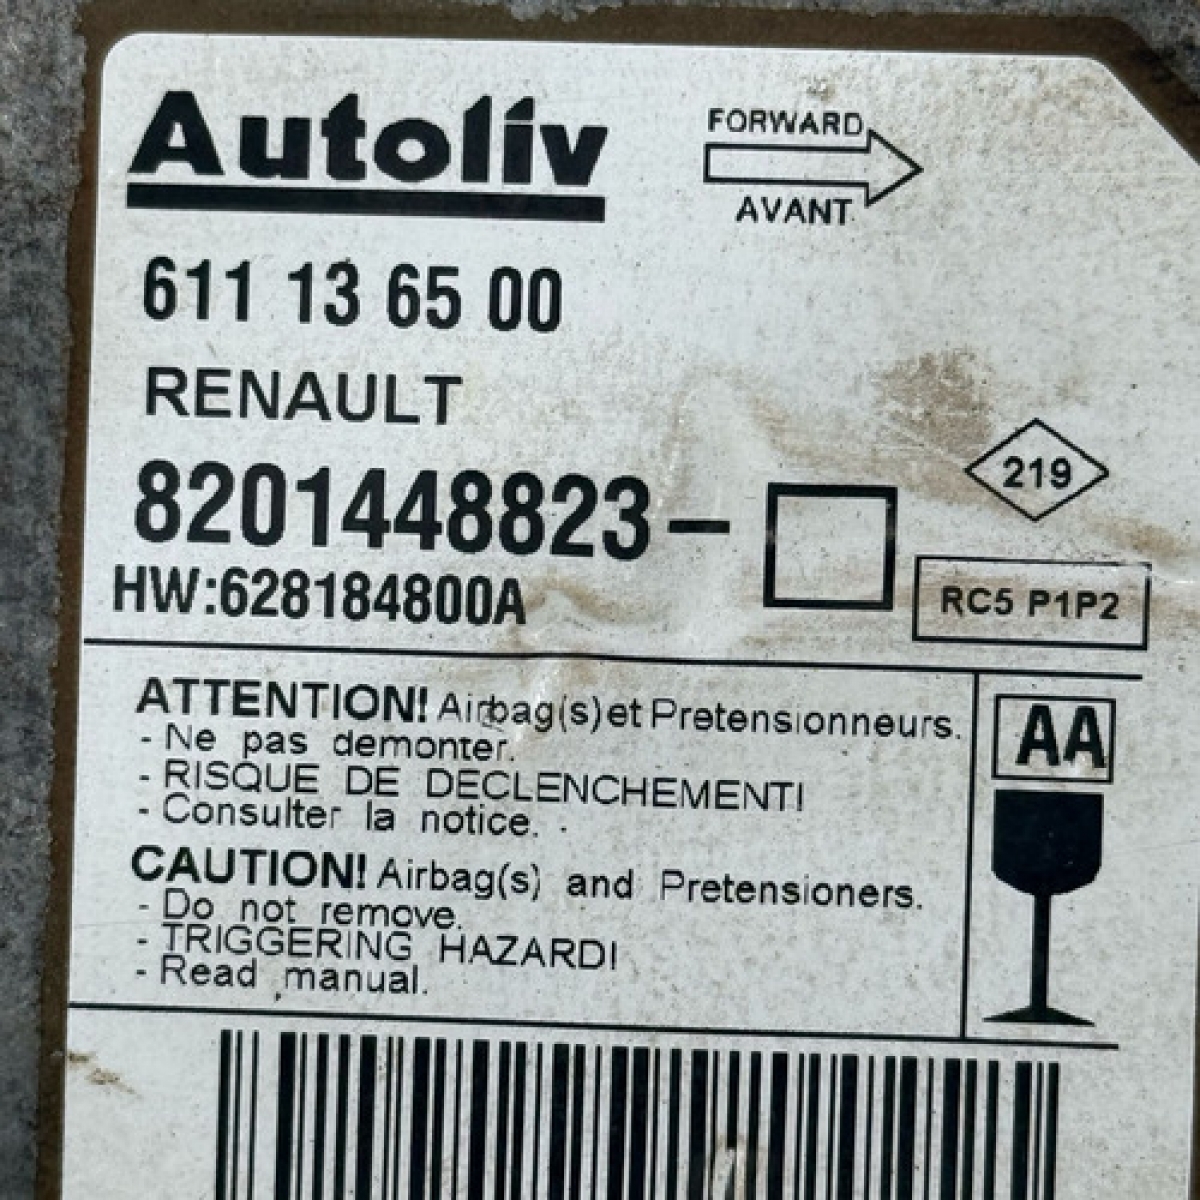 Autoliv
FORWARD
AVANT
611 13 65 00
RENAULT
8201448823-
219
HW:628184800A
RC5 P1P2
ATTENTION! Airbag(s) et Pretensionneurs.
- Ne pas demonter.
- RISQUE DE DECLENCHEMENT!
- Consulter la notice.
AA
CAUTION! Airbag(s) and Pretensioners.
- Do not remove.
- TRIGGERING HAZARD!
- Read manual.